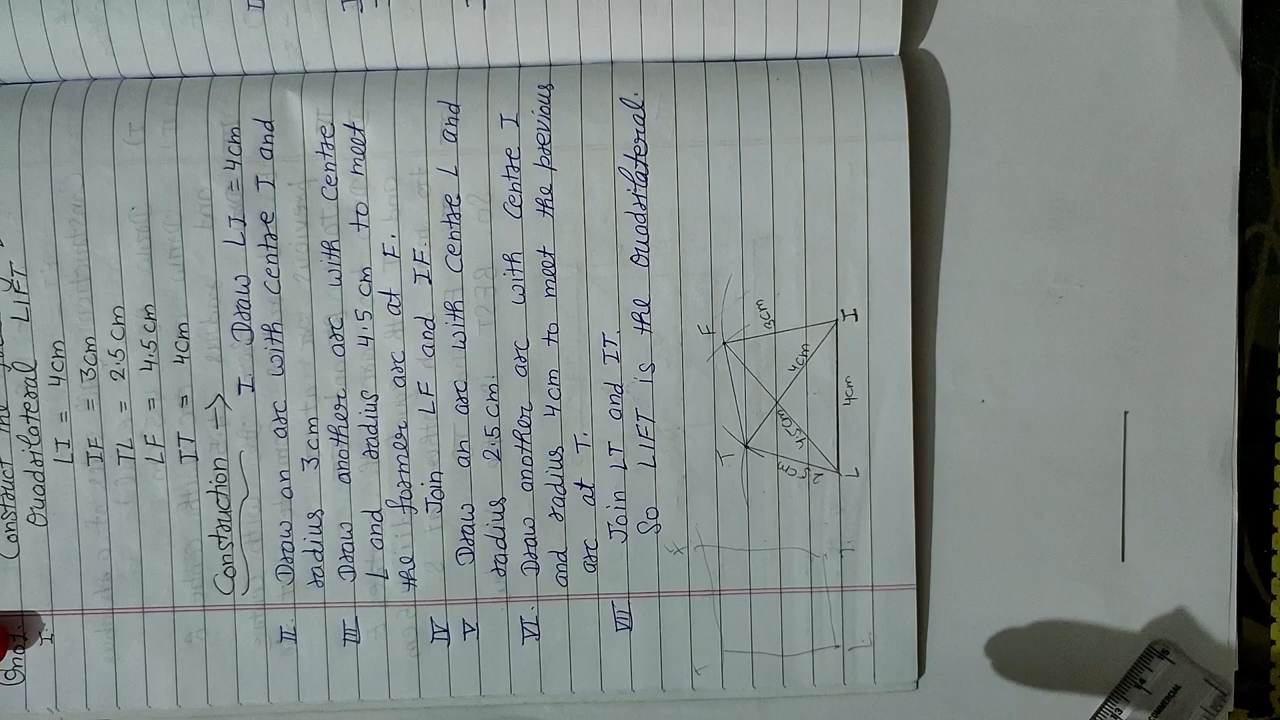 Construct the
Quadrilateral LIFT
I. LI = 4cm
IF = 3cm
TL = 2.5cm
LF = 4.5cm
IT = 4cm
Construction =>
I. Draw LI = 4cm
II. Draw an arc with centre I and
radius 3cm
III Draw another arc with centre
L and radius 4.5cm to meet
the former arc at F.
IV Join LF and IF.
V Draw an arc with centre L and
radius 2.5cm.
VI. Draw another arc with centre I
and radius 4cm to meet the previous
arc at T.
VII Join LT and IT.
So LIFT is the Quadrilateral.
T F
3cm
4cm
4.5cm
2.5cm
L 4cm I
COMMERCIAL